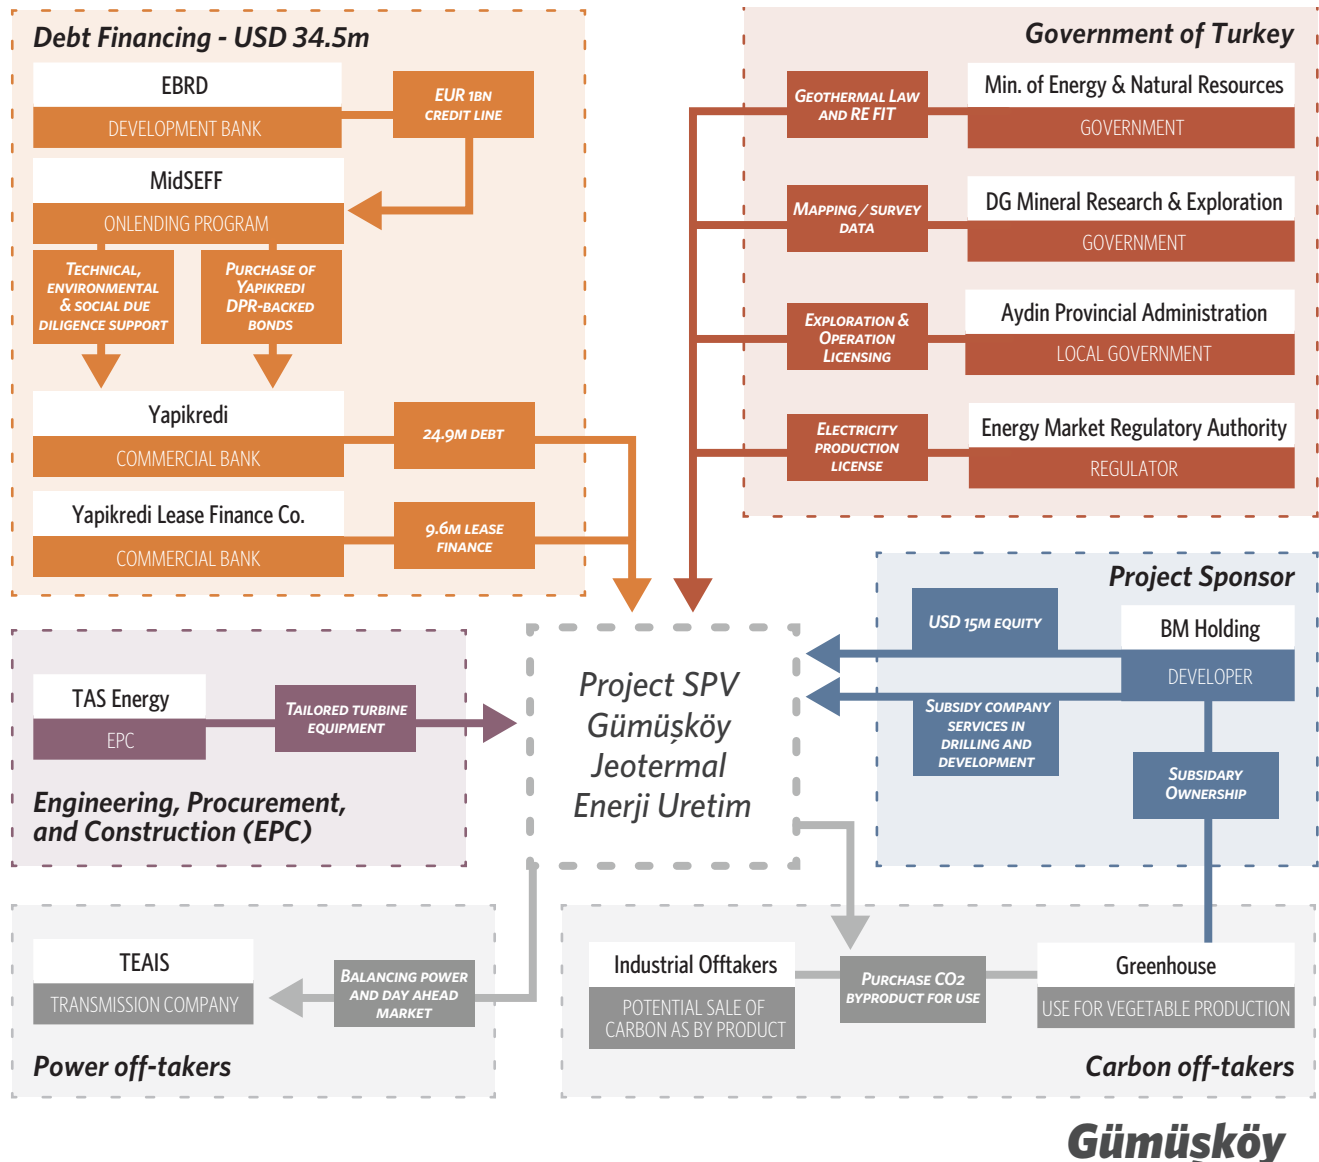 Debt Financing - USD 34.5m
EBRD
DEVELOPMENT BANK
EUR 1BN
CREDIT LINE
MidSEFF
ONLENDING PROGRAM
TECHNICAL,
ENVIRONMENTAL
& SOCIAL DUE
DILIGENCE SUPPORT
PURCHASE OF
YAPIKREDI
DPR-BACKED
BONDS
Yapikredi
COMMERCIAL BANK
24.9M DEBT
Yapikredi Lease Finance Co.
COMMERCIAL BANK
9.6M LEASE
FINANCE
Government of Turkey
GEOTHERMAL LAW
AND RE FIT
Min. of Energy & Natural Resources
GOVERNMENT
MAPPING / SURVEY
DATA
DG Mineral Research & Exploration
GOVERNMENT
EXPLORATION &
OPERATION
LICENSING
Aydin Provincial Administration
LOCAL GOVERNMENT
ELECTRICITY
PRODUCTION
LICENSE
Energy Market Regulatory Authority
REGULATOR
Project Sponsor
USD 15M EQUITY
BM Holding
DEVELOPER
SUBSIDY COMPANY
SERVICES IN
DRILLING AND
DEVELOPMENT
SUBSIDARY
OWNERSHIP
Project SPV
Gümüşköy
Jeotermal
Enerji Uretim
TAS Energy
EPC
TAILORED TURBINE
EQUIPMENT
Engineering, Procurement,
and Construction (EPC)
TEAIS
TRANSMISSION COMPANY
BALANCING POWER
AND DAY AHEAD
MARKET
Power off-takers
Industrial Offtakers
POTENTIAL SALE OF
CARBON AS BY PRODUCT
PURCHASE CO2
BYPRODUCT FOR USE
Greenhouse
USE FOR VEGETABLE PRODUCTION
Carbon off-takers
Gümüşköy